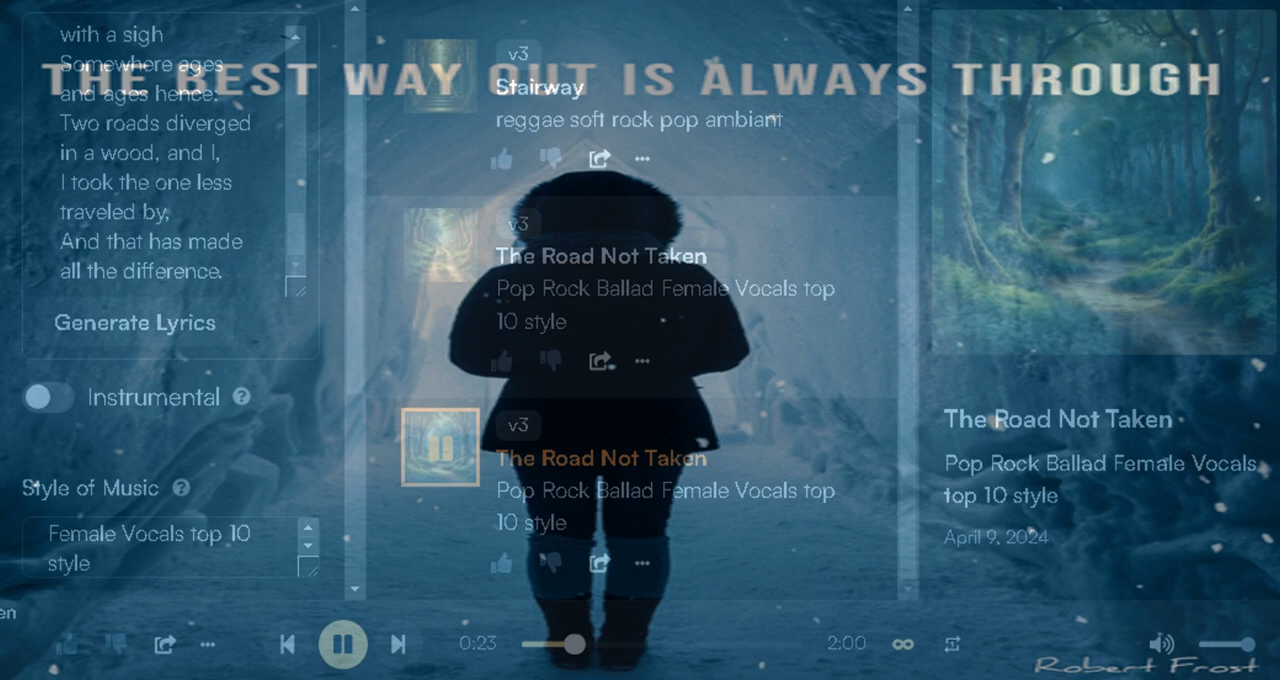 with a sigh
Somewhere ages
and ages hence:
Two roads diverged
in a wood, and I,
I took the one less
traveled by,
And that has made
all the difference.
Generate Lyrics
Instrumental
Style of Music
Female Vocals top 10
style
THE BEST WAY OUT IS ALWAYS THROUGH
v3
Stairway
reggae soft rock pop ambiant
v3
The Road Not Taken
Pop Rock Ballad Female Vocals top
10 style
v3
The Road Not Taken
Pop Rock Ballad Female Vocals top
10 style
The Road Not Taken
Pop Rock Ballad Female Vocals
top 10 style
April 9, 2024
en
0:23
2:00
Robert Frost